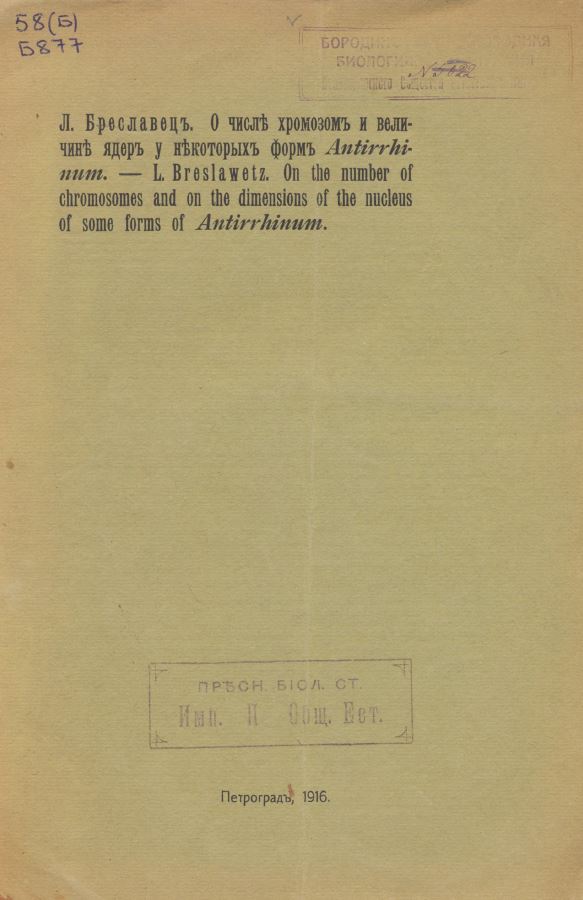 58(Б)
Б877
БИОЛОГИ
Л. Бреславецъ. О числѣ хромозомъ и вели-
чинѣ ядеръ у нѣкоторыхъ формъ Antirrhi-
num. — L. Breslawetz. On the number of
chromosomes and on the dimensions of the nucleus
of some forms of Antirrhinum.
ПРѢСН. БІОЛ. СТ.
Имп. П Общ. Ест.
Петроградъ, 1916.